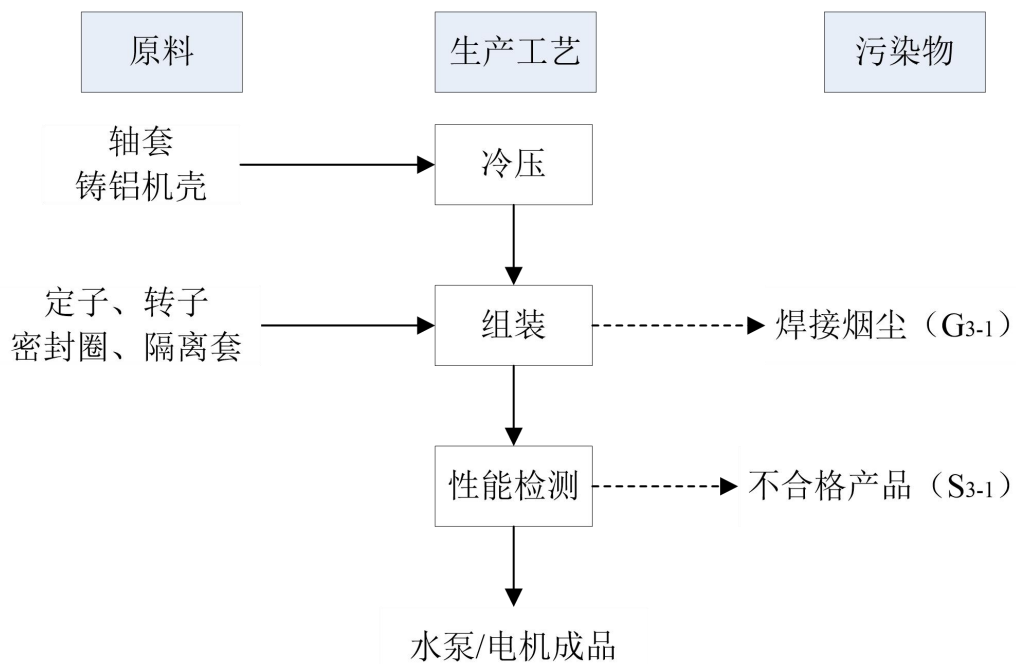 原料
生产工艺
污染物
轴套
铸铝机壳
冷压
定子、转子
密封圈、隔离套
组装
焊接烟尘（G3-1）
性能检测
不合格产品（S3-1）
水泵/电机成品